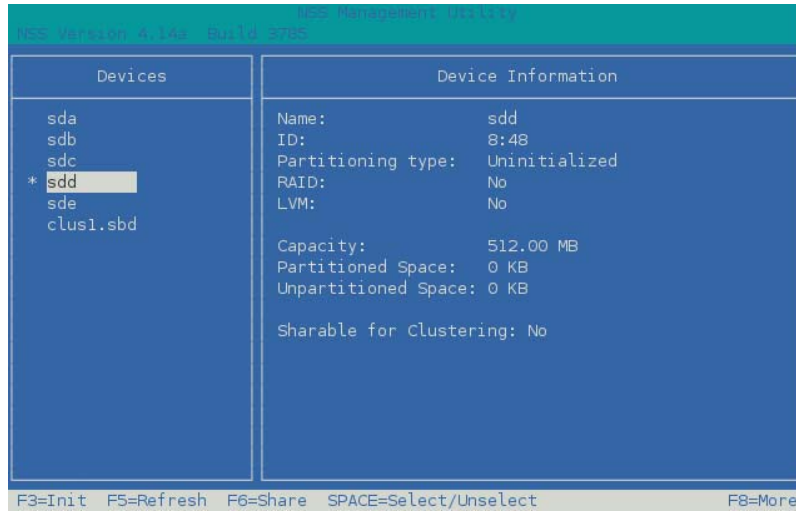 NSS Management Utility
NSS Version 4.14a Build 3785
Devices
sda
sdb
sdc
* sdd
sde
clus1.sbd
Device Information
Name: sdd
ID: 8:48
Partitioning type: Uninitialized
RAID: No
LVM: No
Capacity: 512.00 MB
Partitioned Space: 0 KB
Unpartitioned Space: 0 KB
Sharable for Clustering: No
F3=Init F5=Refresh F6=Share SPACE=Select/Unselect F8=More